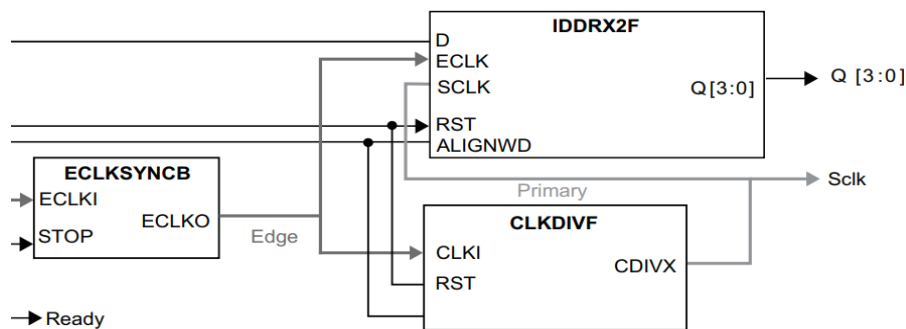 IDDRX2F
D
ECLK
SCLK
Q[3:0]
Q [3:0]
RST
ALIGNWD
ECLKSYNCB
ECLKI
ECLKO
STOP
Edge
Primary
Sclk
CLKDIVF
CLKI
CDIVX
RST
Ready